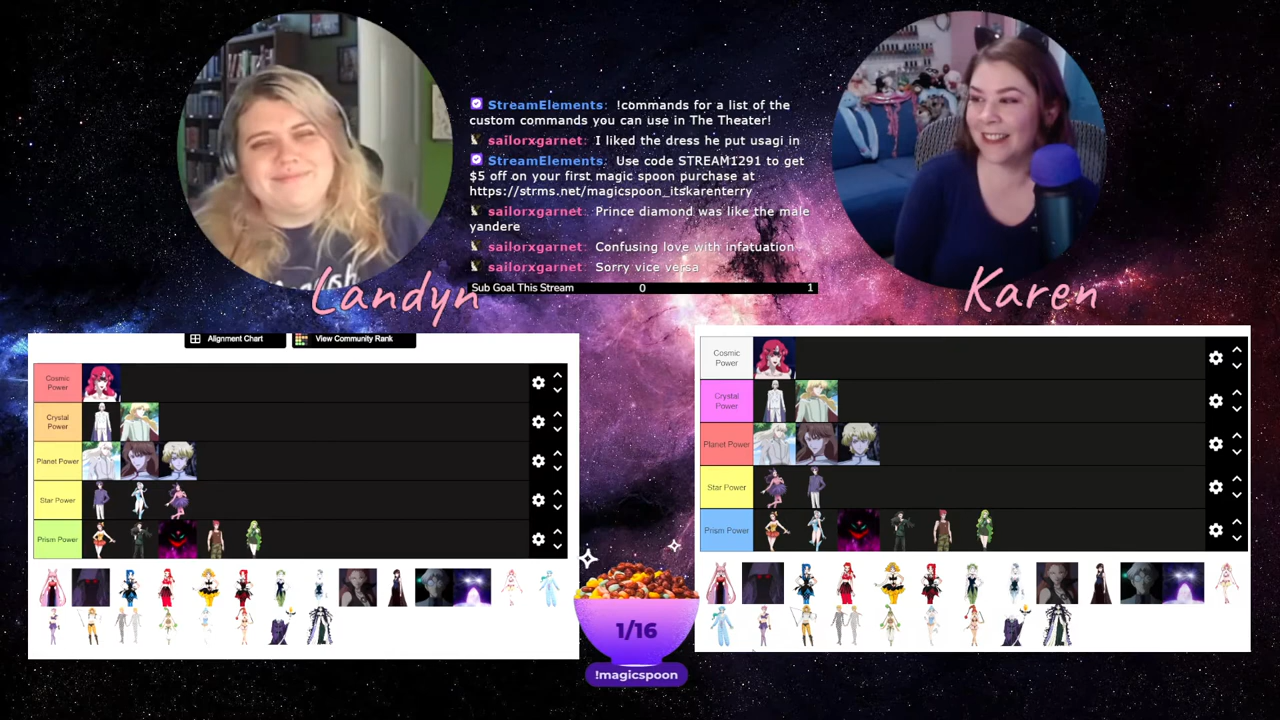 StreamElements: !commands for a list of the
custom commands you can use in The Theater!
sailorxgarnet: I liked the dress he put usagi in
StreamElements: Use code STREAM1291 to get
$5 off on your first magic spoon purchase at
https://strms.net/magicspoon_itskarenterry
sailorxgarnet: Prince diamond was like the male
yandere
sailorxgarnet: Confusing love with infatuation
sailorxgarnet: Sorry vice versa
Sub Goal This Stream 0 1
Landyn
Karen
Alignment Chart
View Community Rank
Cosmic
Power
Crystal
Power
Planet Power
Star Power
Prism Power
Cosmic
Power
Crystal
Power
Planet Power
Star Power
Prism Power
1/16
!magicspoon